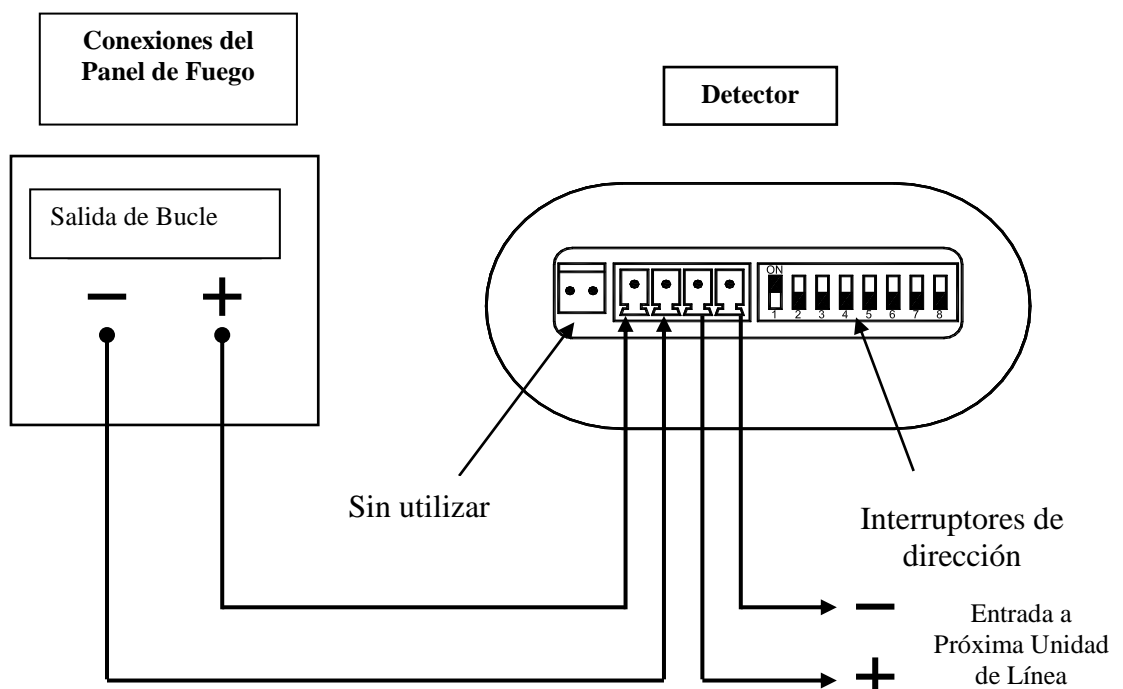 Conexiones del
Panel de Fuego
Detector
Salida de Bucle
— +
ON
1 2 3 4 5 6 7 8
Sin utilizar
Interruptores de
dirección
—
Entrada a
Próxima Unidad
de Línea
+